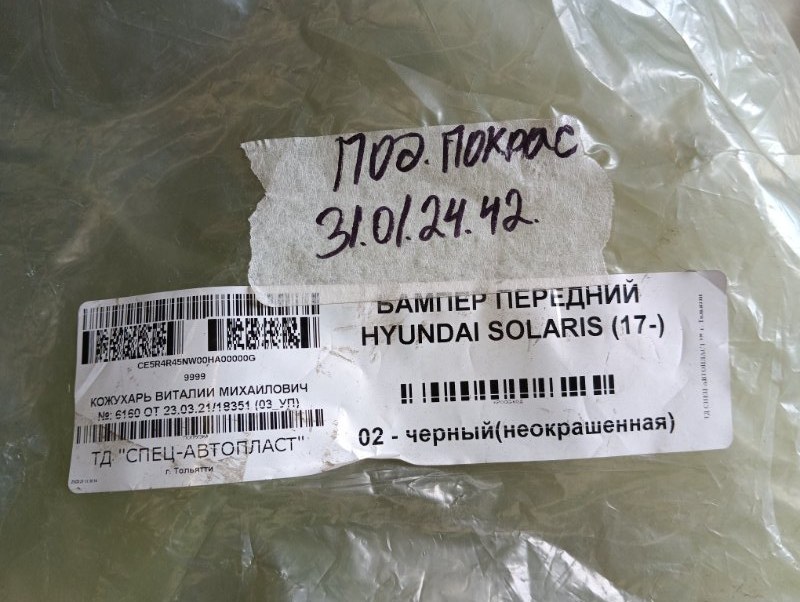 под. покрас
31.01.24.42.
БАМПЕР ПЕРЕДНИЙ
HYUNDAI SOLARIS (17-)
02 - черный(неокрашенная)
CE5R4R45NW00HA00000G
9999
КОЖУХАРЬ ВИТАЛИИ МИХАИЛОВИЧ
№: 6160 ОТ 23.03.21/18351 (03_УП)
ТД "СПЕЦ-АВТОПЛАСТ"
г. Тольятти